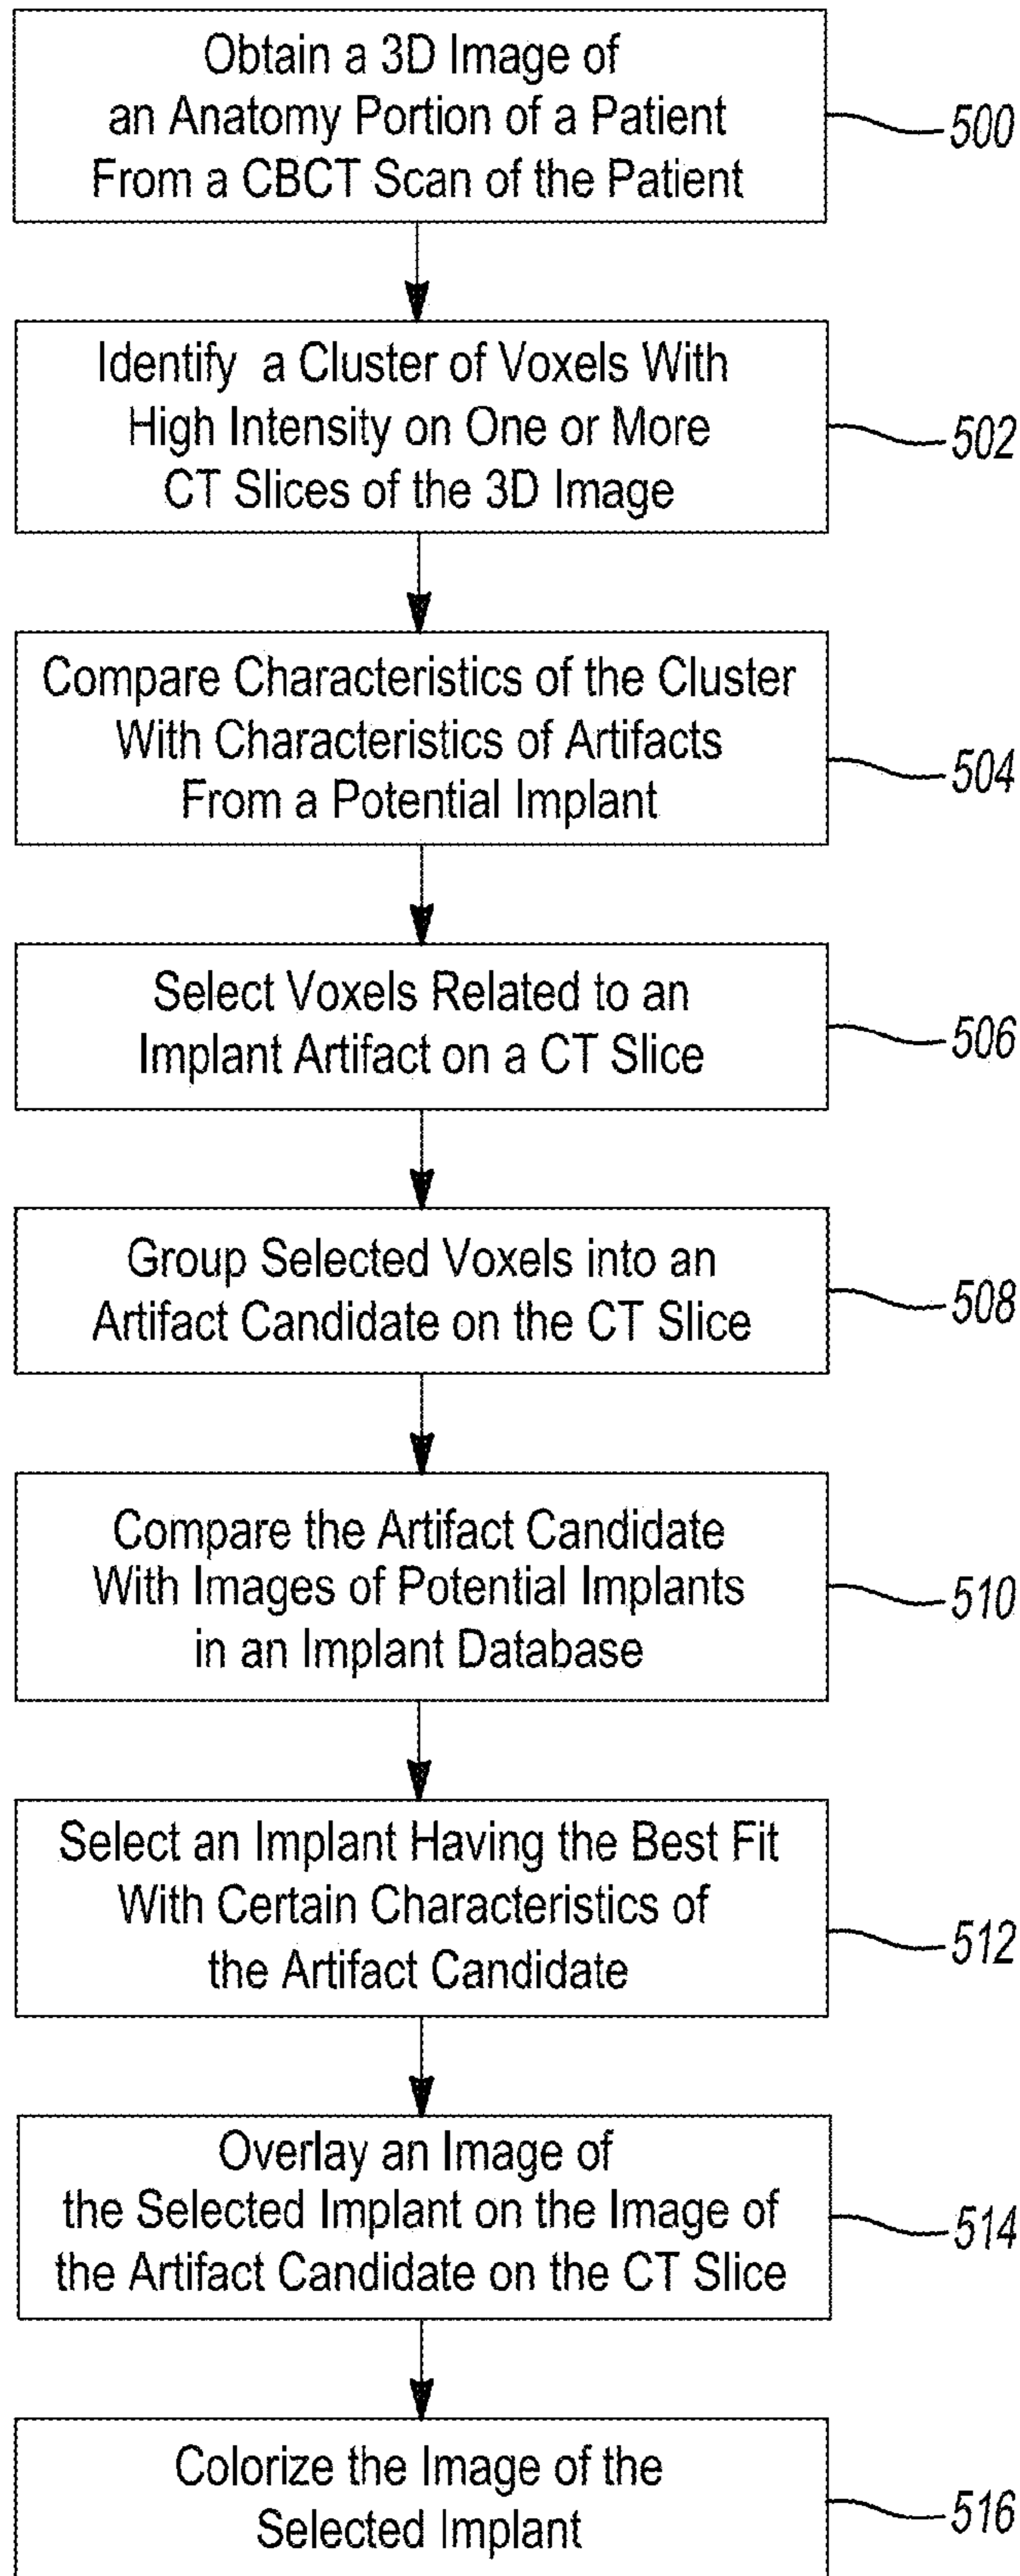 Obtain a 3D Image of
an Anatomy Portion of a Patient
From a CBCT Scan of the Patient
500
Identify a Cluster of Voxels With
High Intensity on One or More
CT Slices of the 3D Image
502
Compare Characteristics of the Cluster
With Characteristics of Artifacts
From a Potential Implant
504
Select Voxels Related to an
Implant Artifact on a CT Slice
506
Group Selected Voxels into an
Artifact Candidate on the CT Slice
508
Compare the Artifact Candidate
With Images of Potential Implants
in an Implant Database
510
Select an Implant Having the Best Fit
With Certain Characteristics of
the Artifact Candidate
512
Overlay an Image of
the Selected Implant on the Image of
the Artifact Candidate on the CT Slice
514
Colorize the Image of the
Selected Implant
516